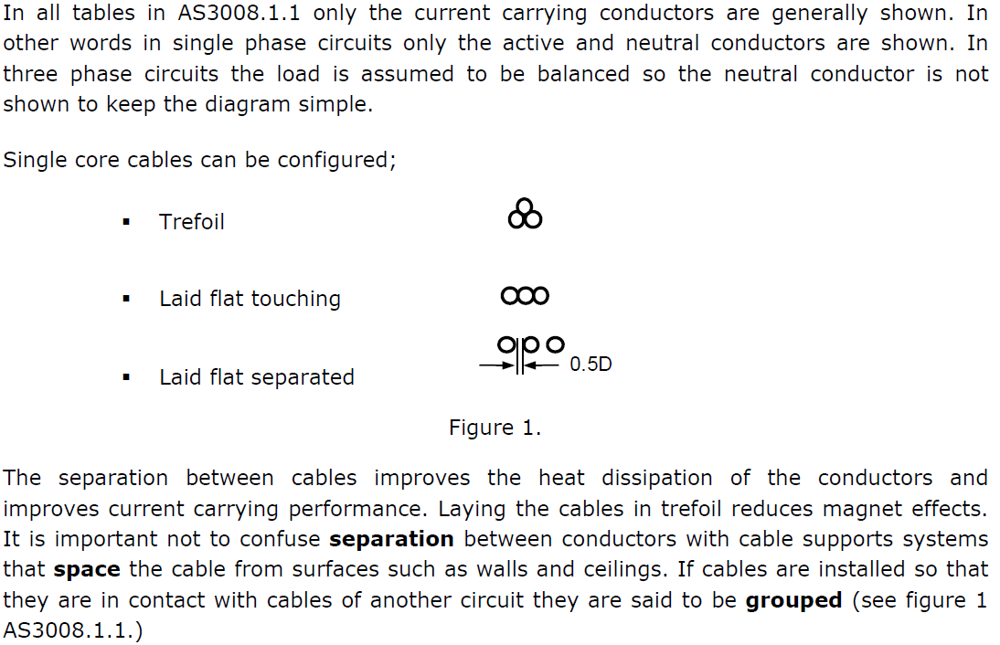 In all tables in AS3008.1.1 only the current carrying conductors are generally shown. In
other words in single phase circuits only the active and neutral conductors are shown. In
three phase circuits the load is assumed to be balanced so the neutral conductor is not
shown to keep the diagram simple.
Single core cables can be configured;
▪ Trefoil
▪ Laid flat touching
▪ Laid flat separated
0.5D
Figure 1.
The separation between cables improves the heat dissipation of the conductors and
improves current carrying performance. Laying the cables in trefoil reduces magnet effects.
It is important not to confuse separation between conductors with cable supports systems
that space the cable from surfaces such as walls and ceilings. If cables are installed so that
they are in contact with cables of another circuit they are said to be grouped (see figure 1
AS3008.1.1.)